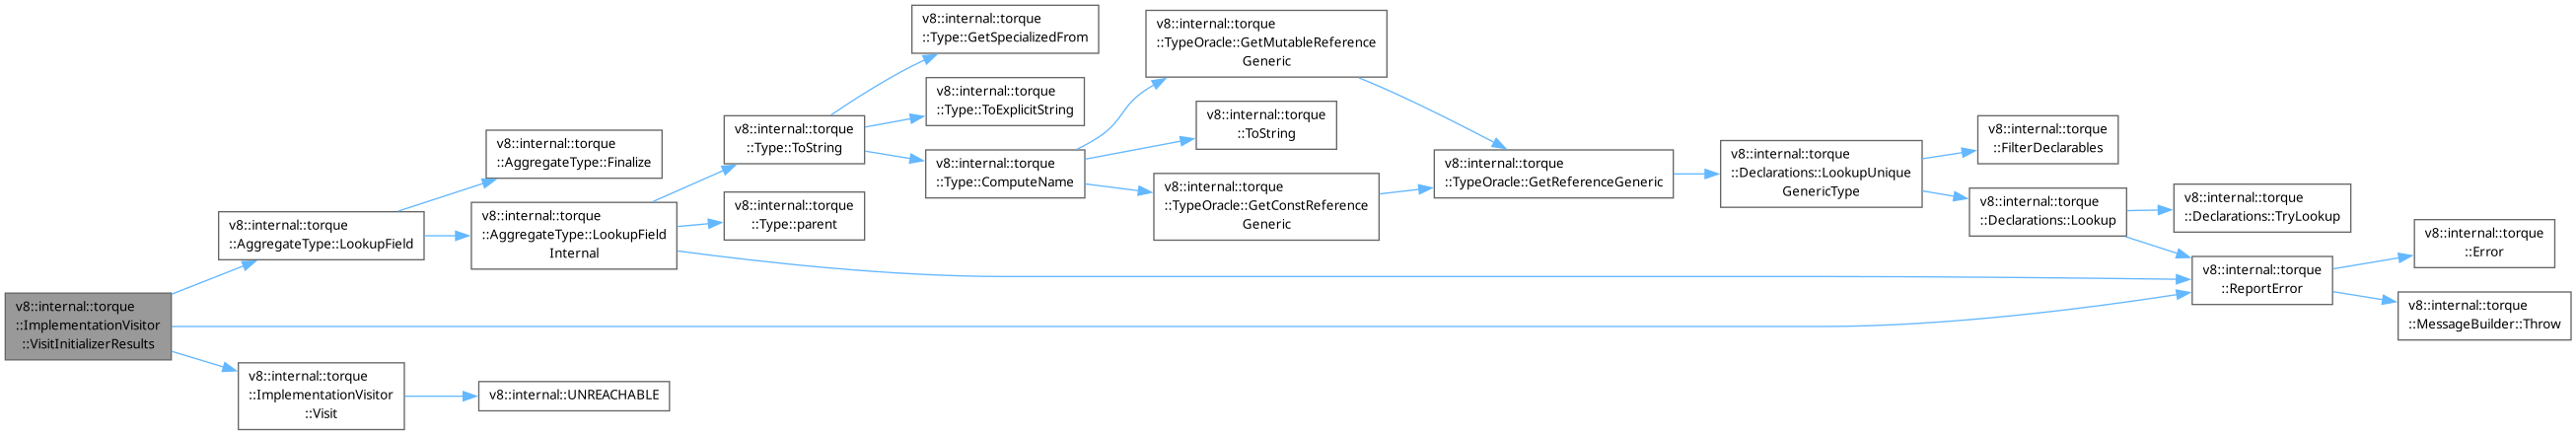 v8::internal::torque
::ImplementationVisitor
::VisitInitializerResults
v8::internal::torque
::AggregateType::LookupField
v8::internal::torque
::AggregateType::Finalize
v8::internal::torque
::AggregateType::LookupField
Internal
v8::internal::torque
::Type::ToString
v8::internal::torque
::Type::GetSpecializedFrom
v8::internal::torque
::Type::ToExplicitString
v8::internal::torque
::Type::ComputeName
v8::internal::torque
::TypeOracle::GetMutableReference
Generic
v8::internal::torque
::ToString
v8::internal::torque
::TypeOracle::GetConstReference
Generic
v8::internal::torque
::TypeOracle::GetReferenceGeneric
v8::internal::torque
::Declarations::LookupUnique
GenericType
v8::internal::torque
::FilterDeclarables
v8::internal::torque
::Declarations::Lookup
v8::internal::torque
::Declarations::TryLookup
v8::internal::torque
::ReportError
v8::internal::torque
::Error
v8::internal::torque
::MessageBuilder::Throw
v8::internal::torque
::Type::parent
v8::internal::torque
::ImplementationVisitor
::Visit
v8::internal::UNREACHABLE